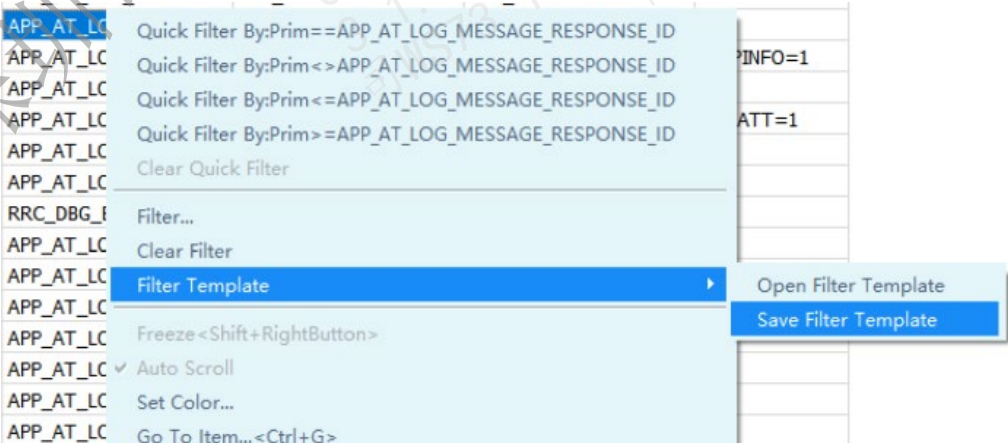 APP_AT_LC
Quick Filter By:Prim==APP_AT_LOG_MESSAGE_RESPONSE_ID
APP_AT_LC
Quick Filter By:Prim<>APP_AT_LOG_MESSAGE_RESPONSE_ID
PINFO=1
APP_AT_LC
Quick Filter By:Prim<=APP_AT_LOG_MESSAGE_RESPONSE_ID
APP_AT_LC
Quick Filter By:Prim>=APP_AT_LOG_MESSAGE_RESPONSE_ID
ATT=1
APP_AT_LC
Clear Quick Filter
APP_AT_LC
RRC_DBG_E
Filter...
APP_AT_LC
Clear Filter
APP_AT_LC
Filter Template
Open Filter Template
APP_AT_LC
Save Filter Template
APP_AT_LC
Freeze<Shift+RightButton>
APP_AT_LC
Auto Scroll
APP_AT_LC
Set Color...
APP_AT_LC
Go To Item...<Ctrl+G>